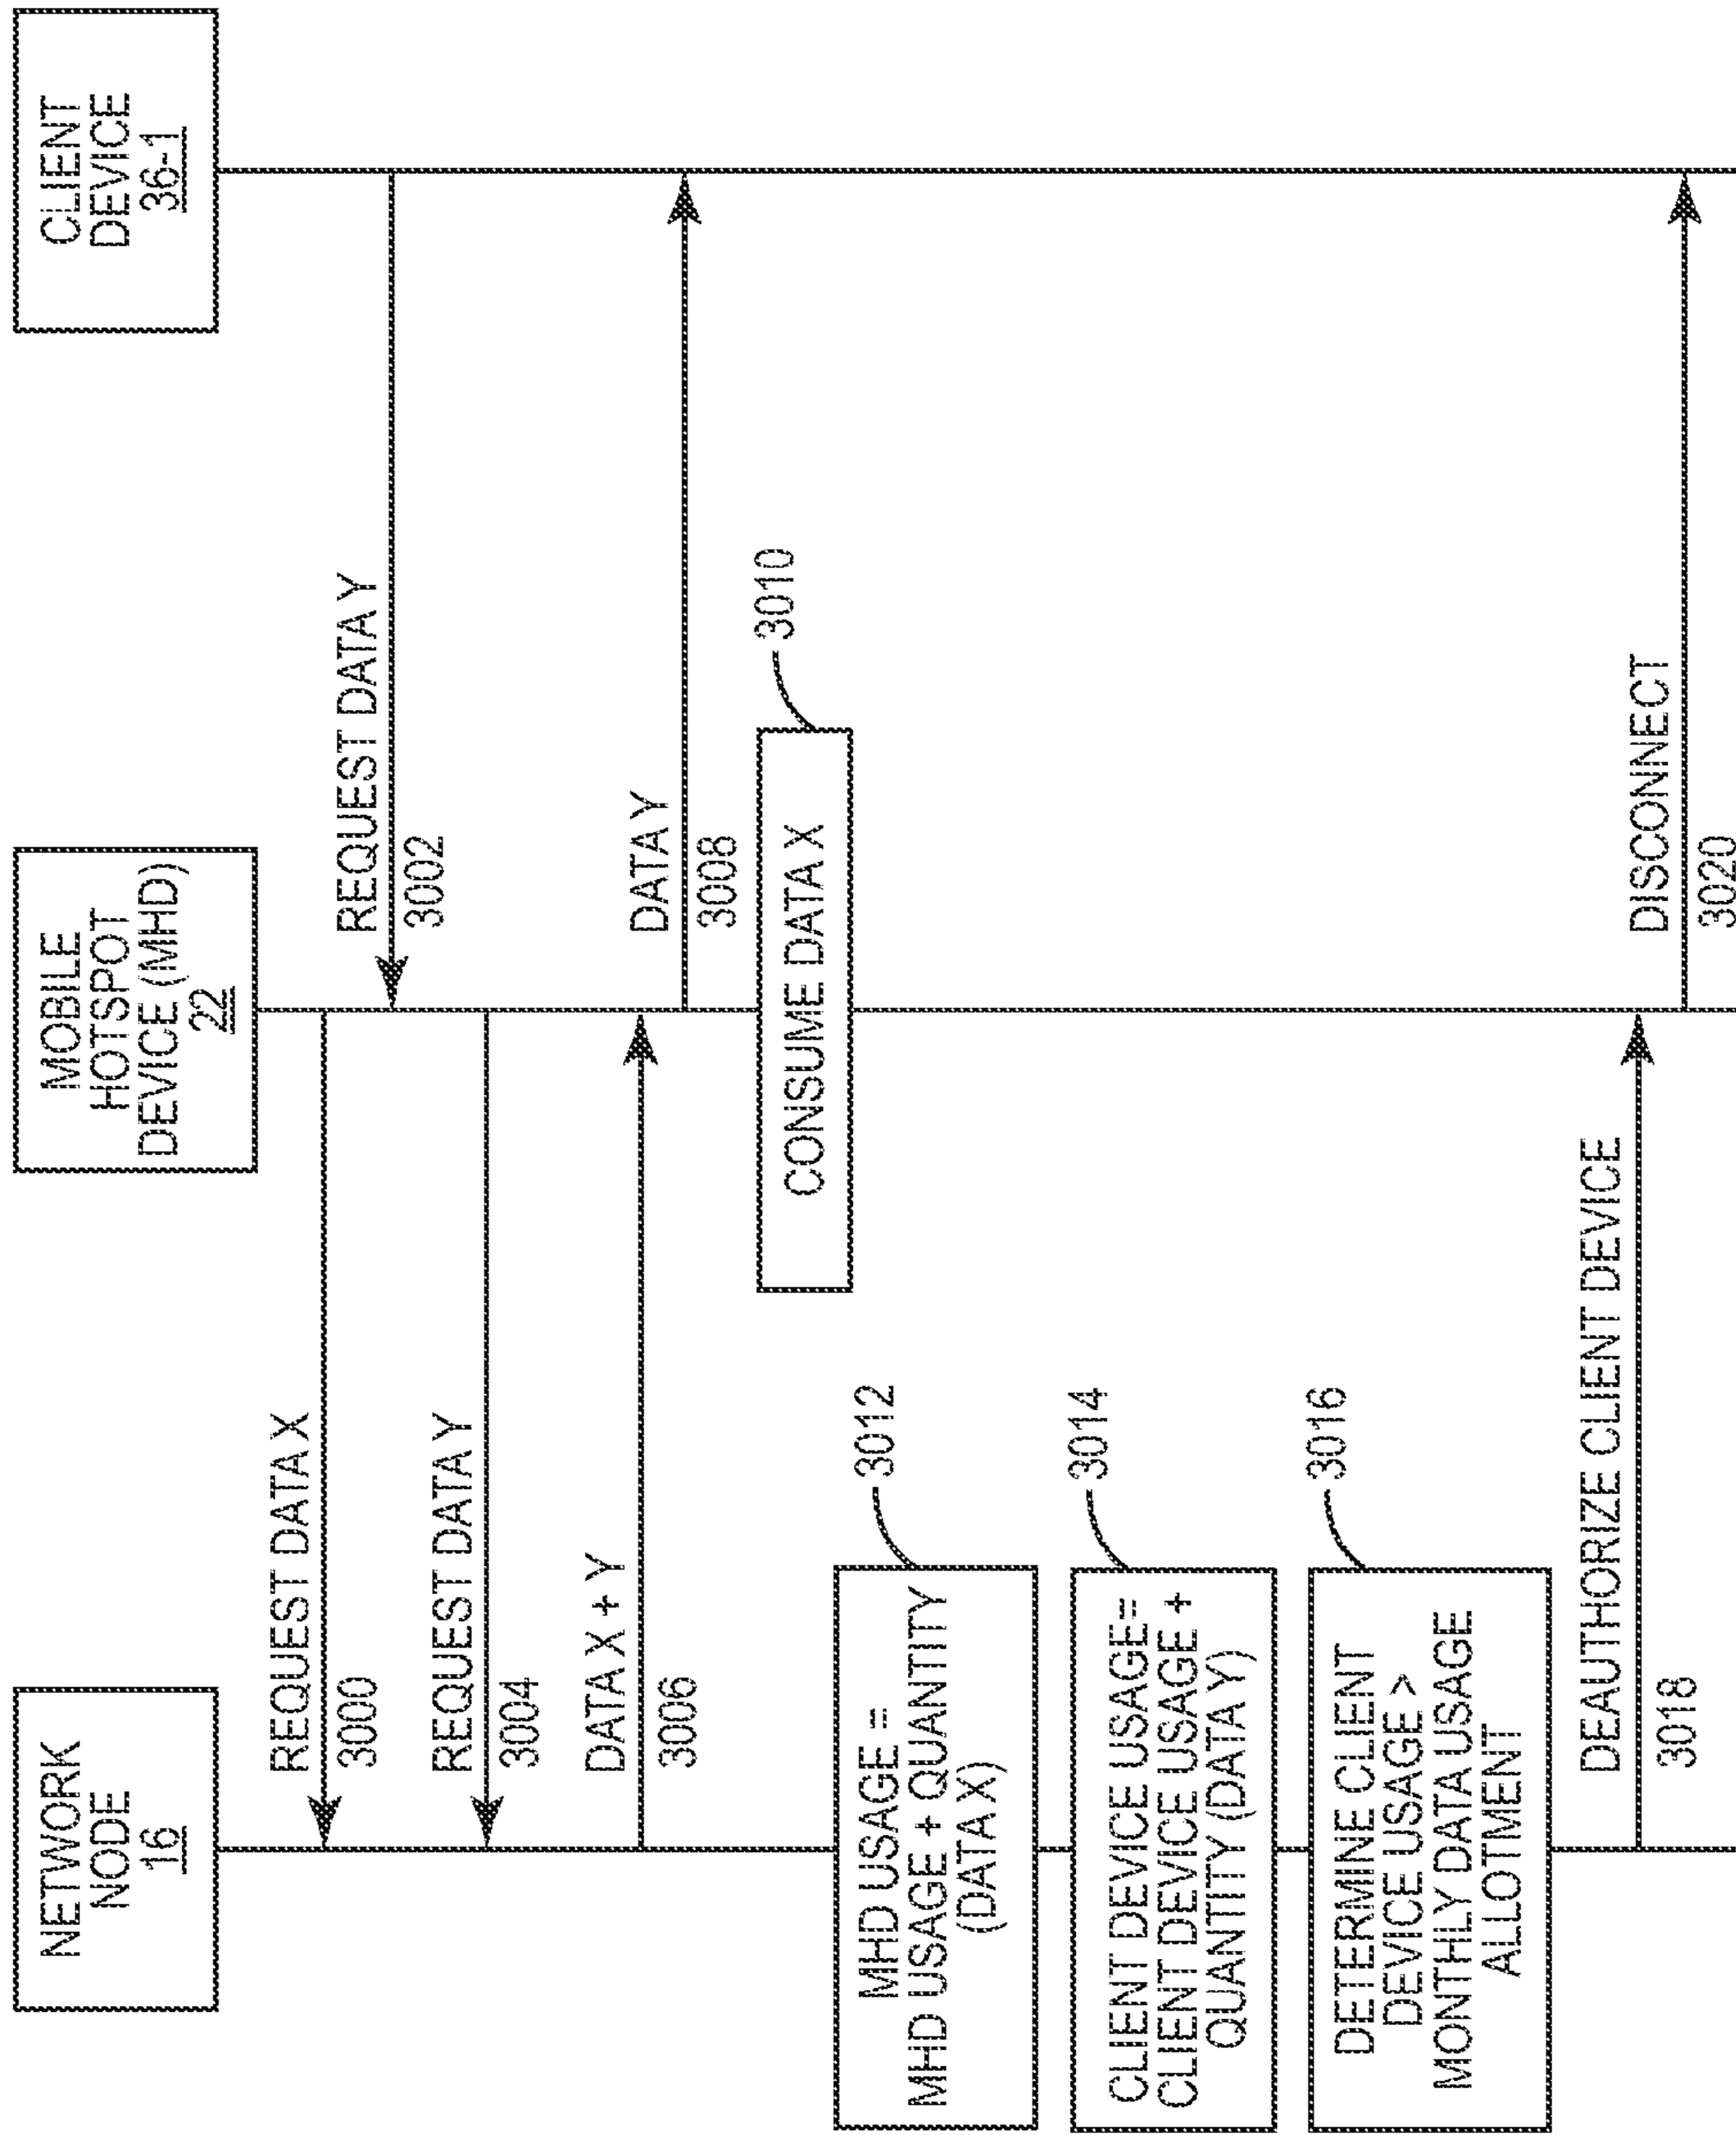 NETWORK
NODE
16
MOBILE
HOTSPOT
DEVICE (MHD)
22
CLIENT
DEVICE
36-1
REQUEST DATA X
3000
REQUEST DATA Y
3002
REQUEST DATA Y
3004
DATA X + Y
3006
DATA Y
3008
CONSUME DATA X
3010
MHD USAGE =
MHD USAGE + QUANTITY
(DATA X)
3012
CLIENT DEVICE USAGE=
CLIENT DEVICE USAGE +
QUANTITY (DATA Y)
3014
DETERMINE CLIENT
DEVICE USAGE >
MONTHLY DATA USAGE
ALLOTMENT
3016
DEAUTHORIZE CLIENT DEVICE
3018
DISCONNECT
3020